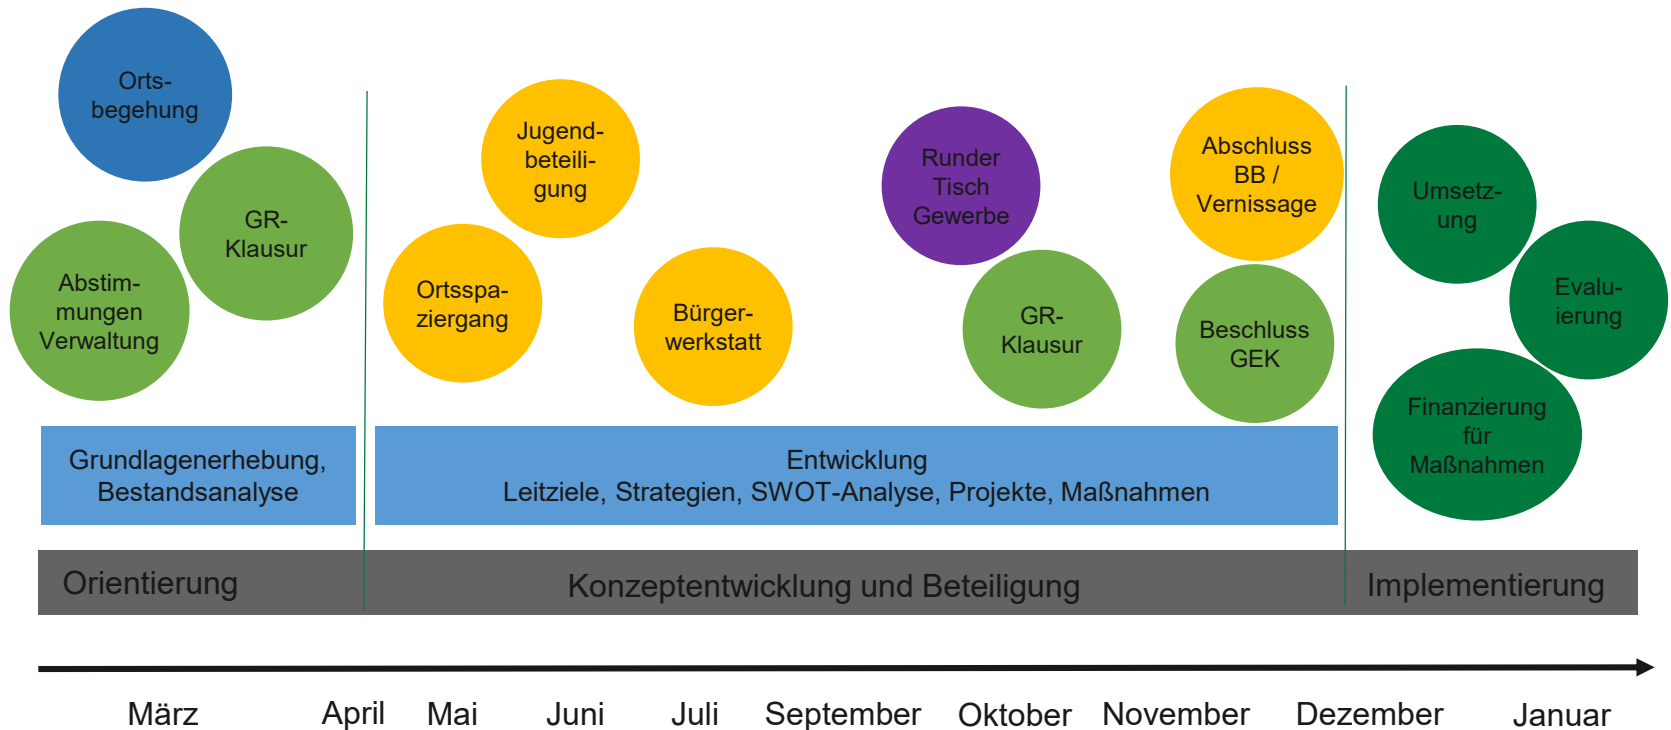 Orts-
begehung
GR-
Klausur
Abstim-
mungen
Verwaltung
Jugend-
beteili-
gung
Ortsspa-
ziergang
Bürger-
werkstatt
Runder
Tisch
Gewerbe
GR-
Klausur
Abschluss
BB /
Vernissage
Beschluss
GEK
Umsetz-
ung
Evalu-
ierung
Finanzierung
für
Maßnahmen
Grundlagenerhebung,
Bestandsanalyse
Entwicklung
Leitziele, Strategien, SWOT-Analyse, Projekte, Maßnahmen
Orientierung
Konzeptentwicklung und Beteiligung
Implementierung
März April Mai Juni Juli September Oktober November Dezember Januar